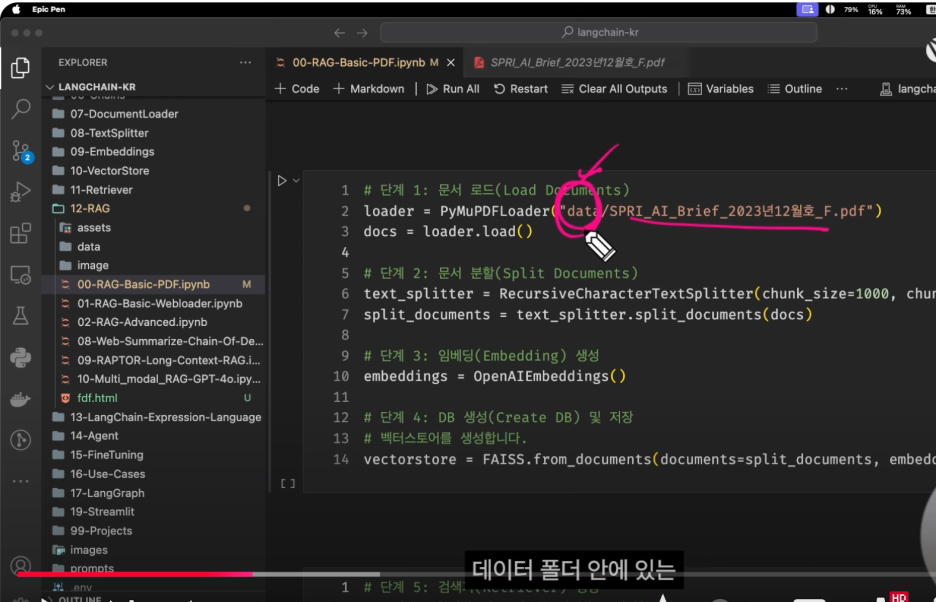 Epic Pen
79%
CPU
16%
RAM
73%
langchain-kr
EXPLORER
00-RAG-Basic-PDF.ipynb M
SPRI_AI_Brief_2023년12월호_F.pdf
LANGCHAIN-KR
Code
Markdown
Run All
Restart
Clear All Outputs
Variables
Outline
langcha
07-DocumentLoader
08-TextSplitter
09-Embeddings
10-VectorStore
11-Retriever
12-RAG
assets
data
image
00-RAG-Basic-PDF.ipynb M
01-RAG-Basic-Webloader.ipynb
02-RAG-Advanced.ipynb
08-Web-Summarize-Chain-Of-De...
09-RAPTOR-Long-Context-RAG.i...
10-Multi_modal_RAG-GPT-4o.ipy...
fdf.html U
13-LangChain-Expression-Language
14-Agent
15-FineTuning
16-Use-Cases
17-LangGraph
19-Streamlit
99-Projects
images
prompts
.env
OUTLINE
2
1 # 단계 1: 문서 로드(Load Documents)
2 loader = PyMuPDFLoader("data/SPRI_AI_Brief_2023년12월호_F.pdf")
3 docs = loader.load()
4
5 # 단계 2: 문서 분할(Split Documents)
6 text_splitter = RecursiveCharacterTextSplitter(chunk_size=1000, chun
7 split_documents = text_splitter.split_documents(docs)
8
9 # 단계 3: 임베딩(Embedding) 생성
10 embeddings = OpenAIEmbeddings()
11
12 # 단계 4: DB 생성(Create DB) 및 저장
13 # 벡터스토어를 생성합니다.
14 vectorstore = FAISS.from_documents(documents=split_documents, embedd
[ ]
데이터 폴더 안에 있는
1 # 단계 5: 검색
HD